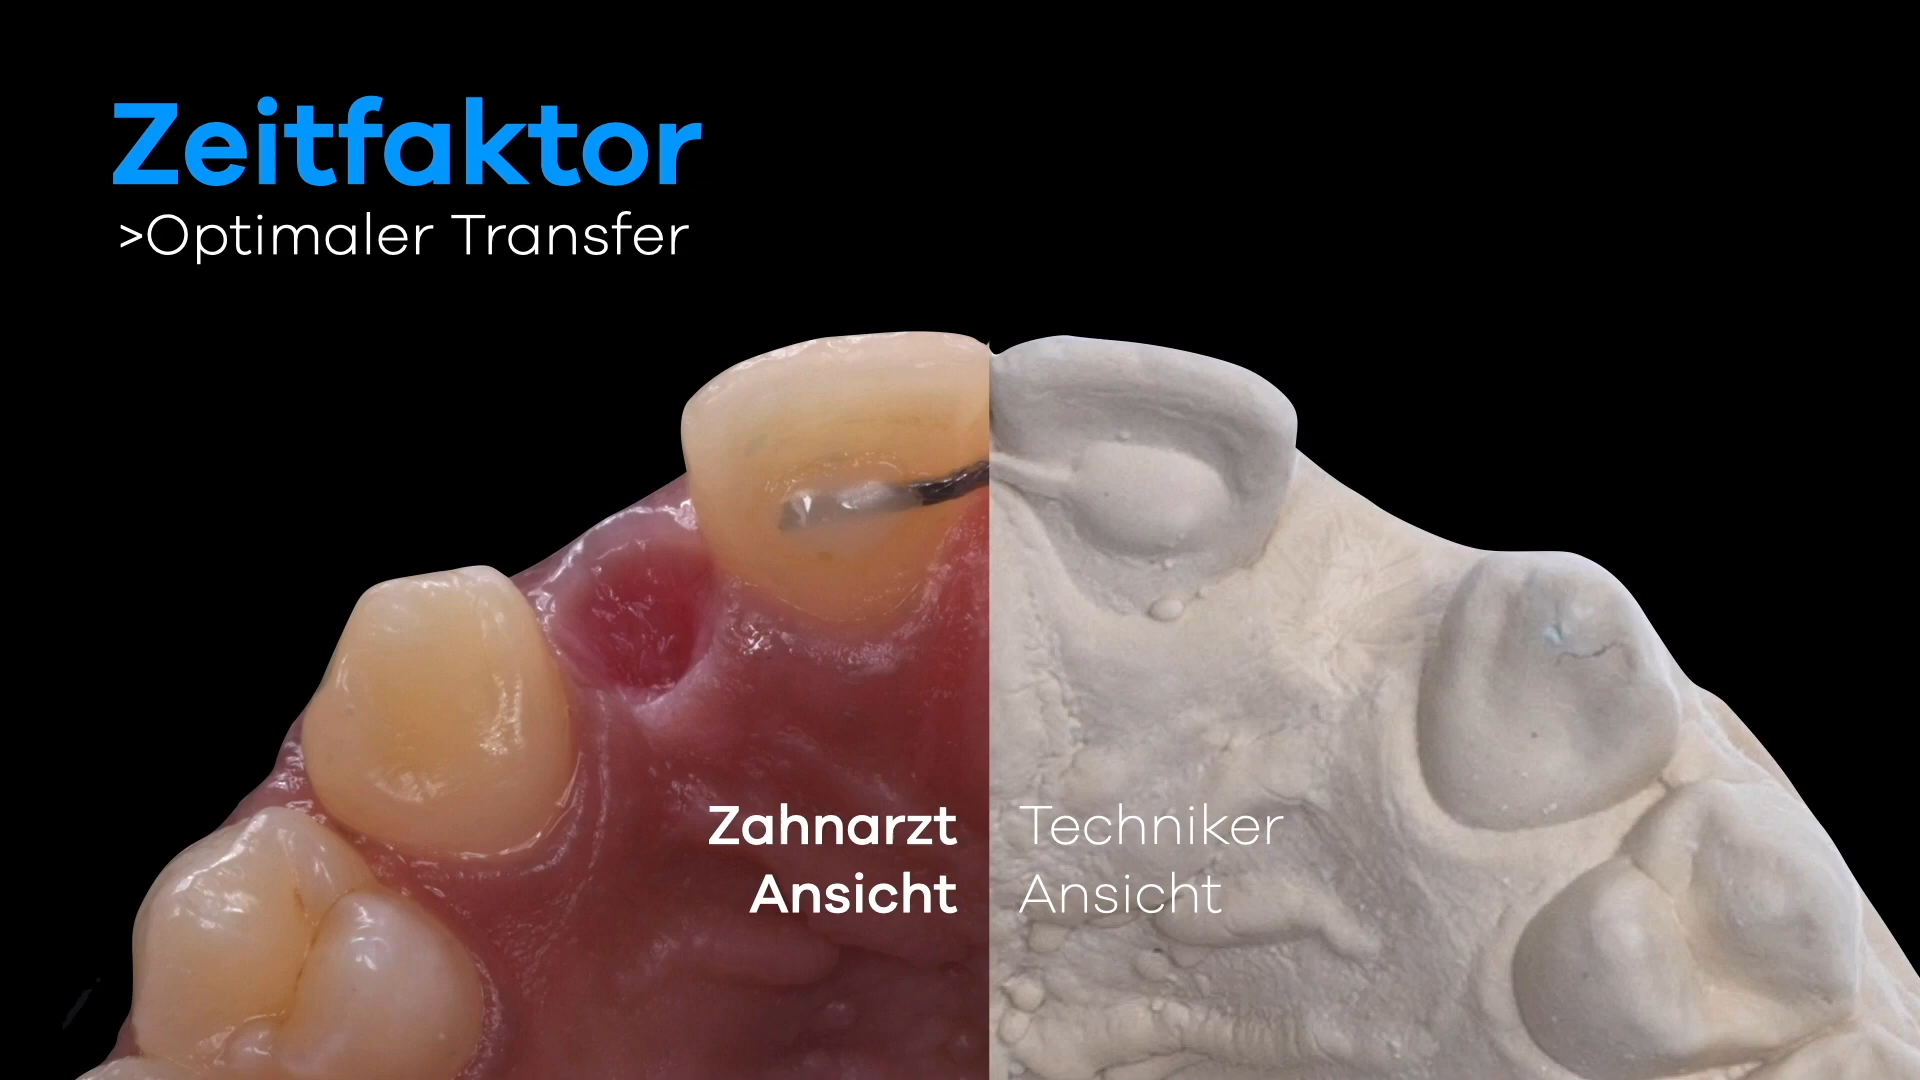 Zeitfaktor
>Optimaler Transfer
Zahnarzt
Ansicht
Techniker
Ansicht